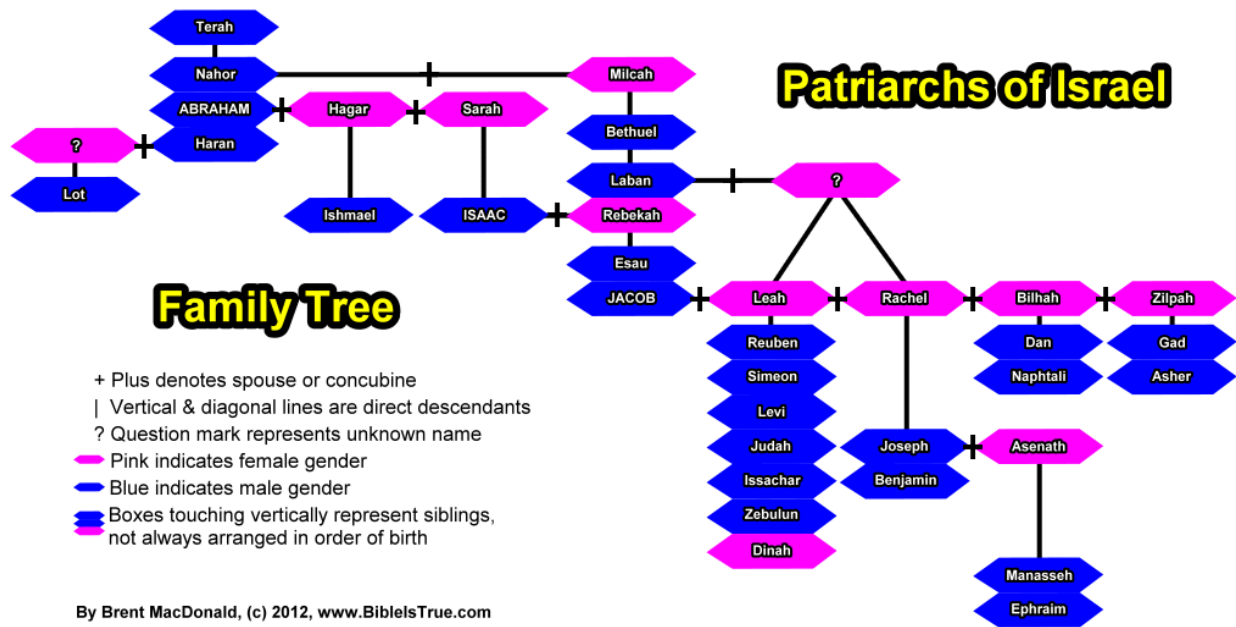 Terah
Nahor
Milcah
Patriarchs of Israel
ABRAHAM
Hagar
Sarah
Bethuel
?
Haran
Lot
Laban
?
Ishmael
ISAAC
Rebekah
Esau
Family Tree
JACOB
Leah
Rachel
Bilhah
Zilpah
Reuben
Dan
Gad
Simeon
Naphtali
Asher
Levi
Judah
Joseph
Asenath
Issachar
Benjamin
Zebulun
Dinah
Manasseh
Ephraim
+ Plus denotes spouse or concubine
| Vertical & diagonal lines are direct descendants
? Question mark represents unknown name
Pink indicates female gender
Blue indicates male gender
Boxes touching vertically represent siblings,
not always arranged in order of birth
By Brent MacDonald, (c) 2012, www.BibleIsTrue.com